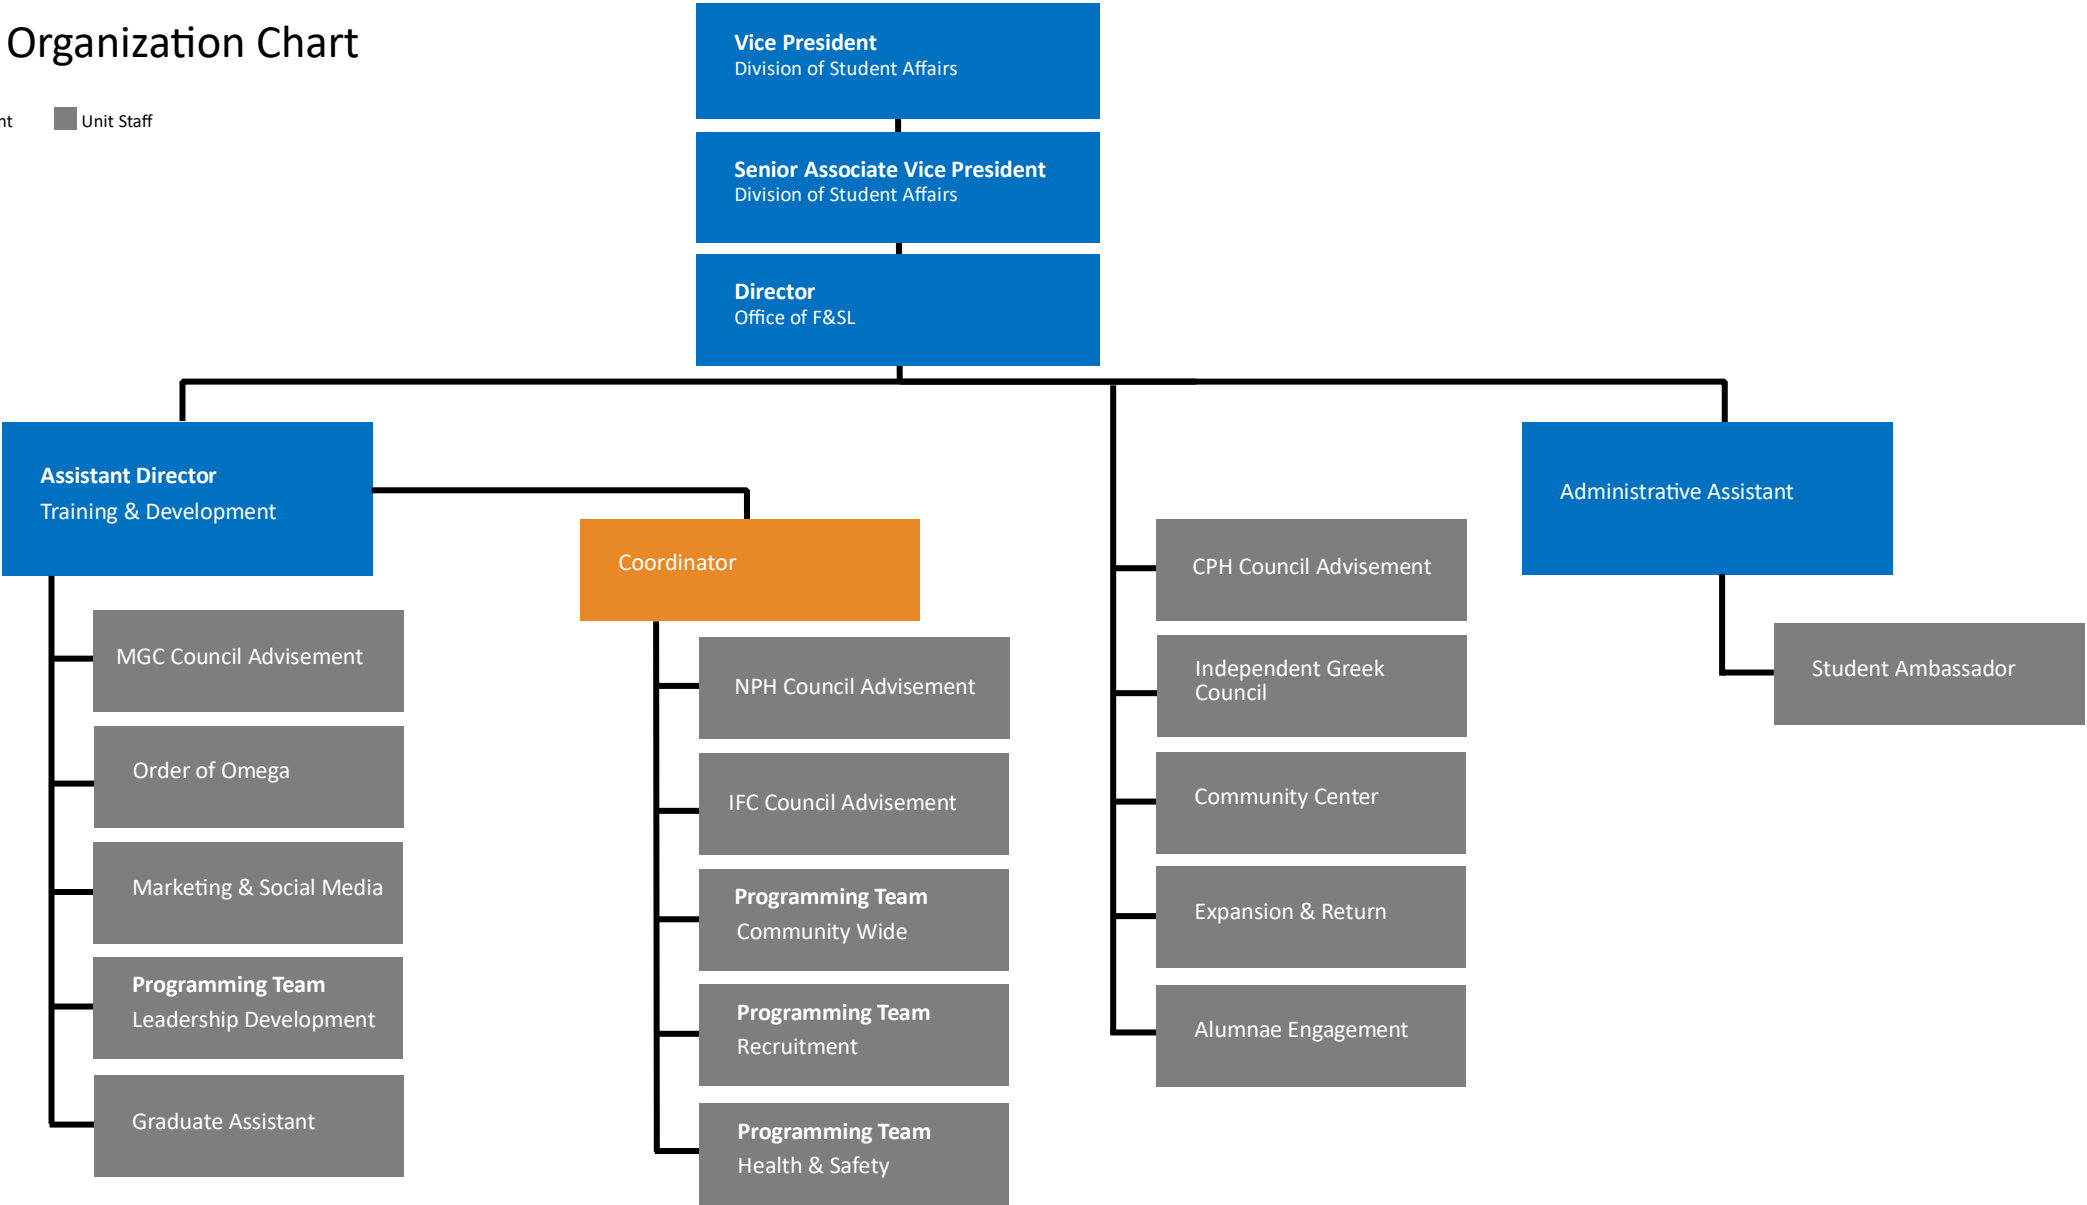 Organization Chart
Unit Staff
Vice President
Division of Student Affairs
Senior Associate Vice President
Division of Student Affairs
Director
Office of F&SL
Assistant Director
Training & Development
MGC Council Advisement
Order of Omega
Marketing & Social Media
Programming Team
Leadership Development
Graduate Assistant
Coordinator
NPH Council Advisement
IFC Council Advisement
Programming Team
Community Wide
Programming Team
Recruitment
Programming Team
Health & Safety
CPH Council Advisement
Independent Greek
Council
Community Center
Expansion & Return
Alumnae Engagement
Administrative Assistant
Student Ambassador